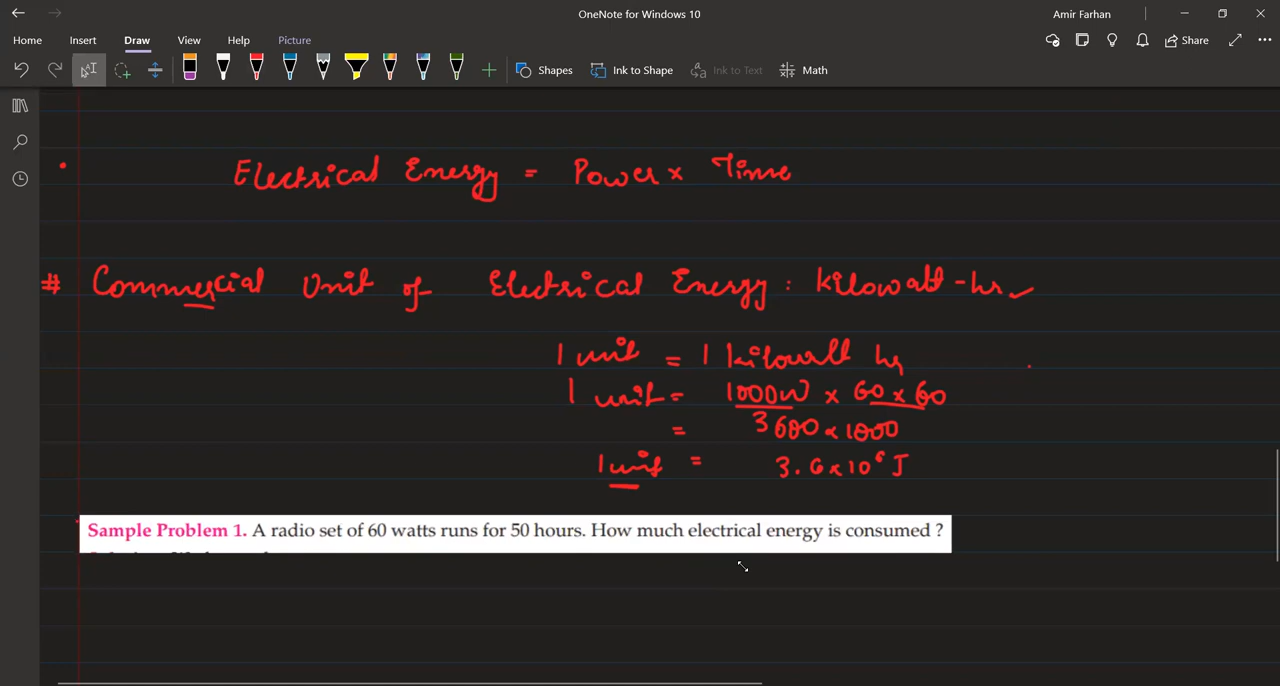 OneNote for Windows 10
Amir Farhan
Home Insert Draw View Help Picture
Share
Shapes Ink to Shape Ink to Text Math
Electrical Energy = Power x Time
# Commercial Unit of Electrical Energy : kilowatt-hr
1 unit = 1 kilowatt hr
1 unit = 1000W x 60 x 60
= 3600 x 1000
1 unit = 3.6 x 10⁶ J
Sample Problem 1. A radio set of 60 watts runs for 50 hours. How much electrical energy is consumed ?